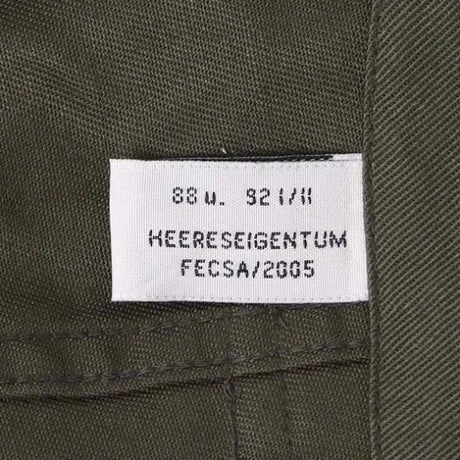 88 u. 92 I/II
HEERESEIGENTUM
FECSA/2005